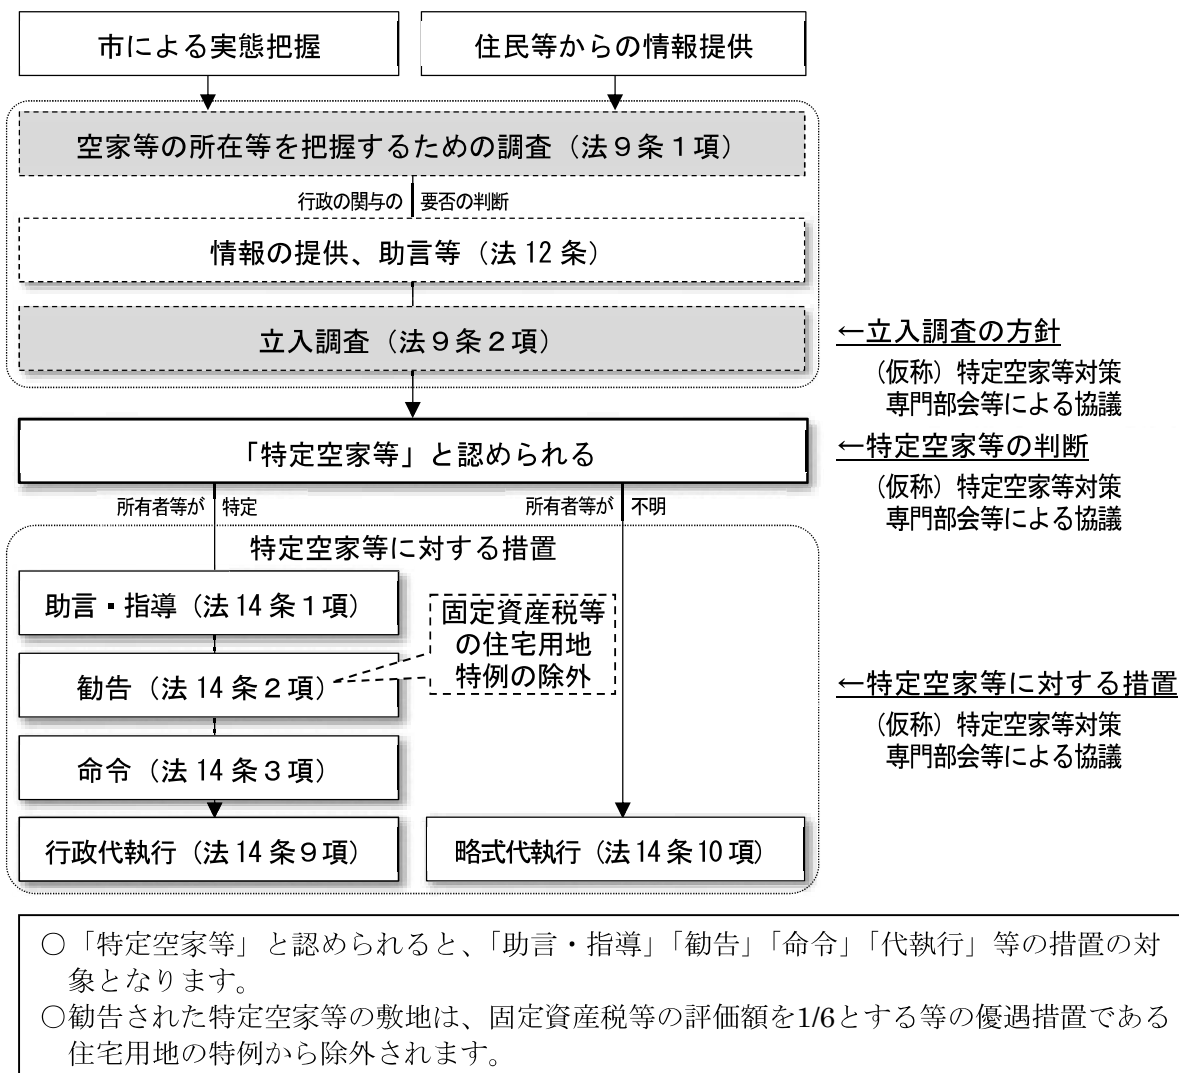 市による実態把握
住民等からの情報提供
空家等の所在等を把握するための調査（法９条１項）
行政の関与の 要否の判断
情報の提供、助言等（法12条）
立入調査（法９条２項）
←立入調査の方針
（仮称）特定空家等対策
専門部会等による協議
「特定空家等」と認められる
←特定空家等の判断
（仮称）特定空家等対策
専門部会等による協議
所有者等が 特定
所有者等が 不明
特定空家等に対する措置
助言・指導（法14条１項）
固定資産税等
の住宅用地
特例の除外
勧告（法14条２項）
←特定空家等に対する措置
（仮称）特定空家等対策
専門部会等による協議
命令（法14条３項）
行政代執行（法14条９項）
略式代執行（法14条10項）
○「特定空家等」と認められると、「助言・指導」「勧告」「命令」「代執行」等の措置の対
象となります。
○勧告された特定空家等の敷地は、固定資産税等の評価額を1/6とする等の優遇措置である
住宅用地の特例から除外されます。